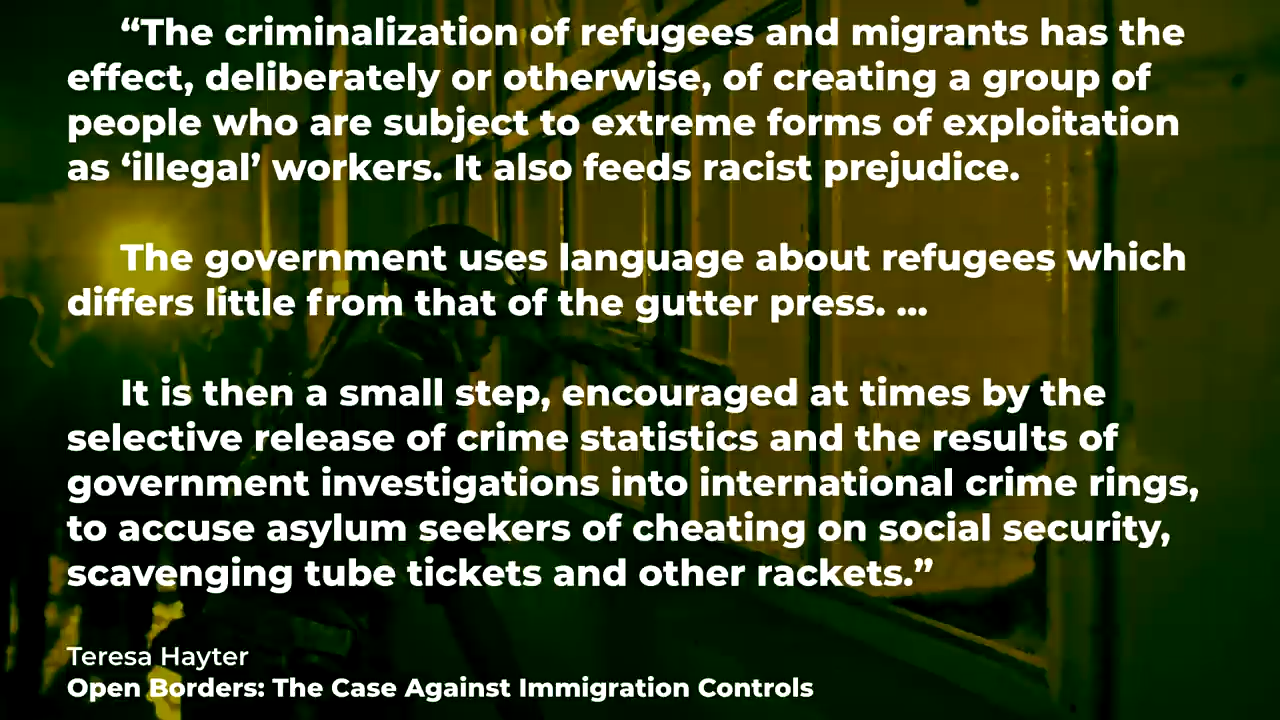 “The criminalization of refugees and migrants has the
effect, deliberately or otherwise, of creating a group of
people who are subject to extreme forms of exploitation
as ‘illegal’ workers. It also feeds racist prejudice.
The government uses language about refugees which
differs little from that of the gutter press. ...
It is then a small step, encouraged at times by the
selective release of crime statistics and the results of
government investigations into international crime rings,
to accuse asylum seekers of cheating on social security,
scavenging tube tickets and other rackets.”
Teresa Hayter
Open Borders: The Case Against Immigration Controls